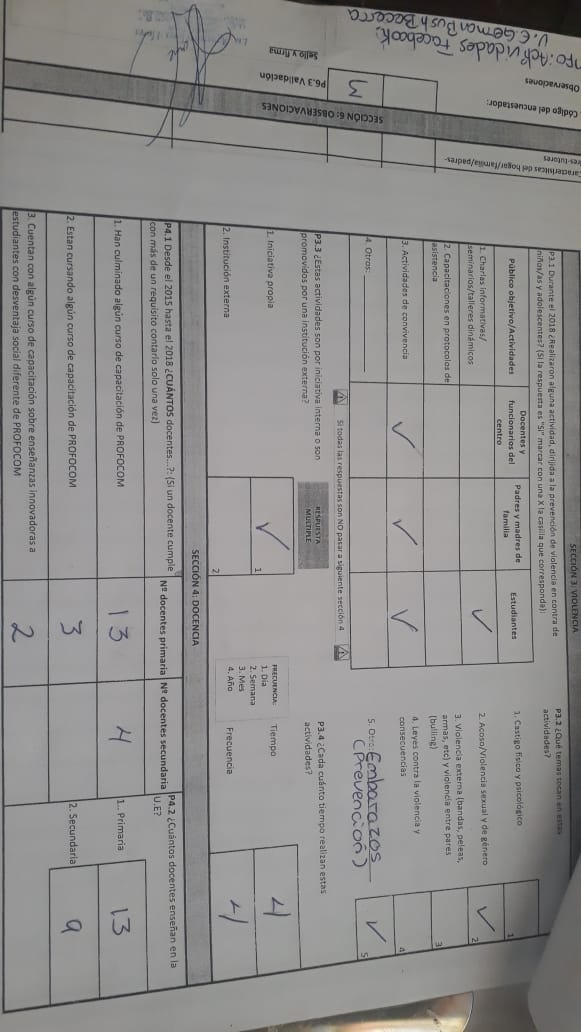 SECCIÓN 3: VIOLENCIA
P3.1 Durante el 2018 ¿Realizaron alguna actividad, dirijida a la prevención de violencia en contra de
niños/as y adolescentes? (Si la respuesta es "SI" marcar con una X la casilla que corresponda):
Público objetivo/Actividades
Docentes y
funcionarios del
centro
Padres y madres de
familia
Estudiantes
1. Charlas informativas/
seminarios/talleres dinámicos
✓
2. Capacitaciones en protocolos de
asistencia
3. Actividades de convivencia
✓ ✓ ✓
4. Otros:
Si todas las respuestas son NO pasar a siguiente sección 4
P3.2 ¿Qué temas tocan en estas
actividades?
1. Castigo físico y psicológico
1
2. Acoso/Violencia sexual y de género
✓ 2
3. Violencia externa (bandas, peleas,
armas, etc) y violencia entre pares
(bulling)
3
4. Leyes contra la violencia y
consecuencias
4
5. Otro: Embarazos
(Prevención)
✓ 5
P3.3 ¿Estas actividades son por iniciativa interna o son
promovidos por una institución externa?
RESPUESTA
MULTIPLE
1. Iniciativa propia
✓ 1
2. Institución externa
2
P3.4 ¿Cada cuánto tiempo realizan estas
actividades?
FRECUENCIA:
1. Día
2. Semana
3. Mes
4. Año
Tiempo
4
Frecuencia
4
SECCIÓN 4: DOCENCIA
P4.1 Desde el 2015 hasta el 2018 ¿CUÁNTOS docentes...?: (Si un docente cumple
con más de un requisito contarlo solo una vez)
Nº docentes primaria
Nº docentes secundaria
1. Han culminado algún curso de capacitación de PROFOCOM
13 4
2. Estan cursando algún curso de capacitación de PROFOCOM
3
3. Cuentan con algún curso de capacitación sobre enseñanzas innovadoras a
estudiantes con desventaja social diferente de PROFOCOM
2
P4.2 ¿Cuántos docentes enseñan en la
U.E?
1.. Primaria
13
2. Secundaria
9
Características del hogar/familia/padres-
SECCIÓN 6: OBSERVACIONES
Código del encuestador:
3
P6.3 Validación
Observaciones
Sello y firma
Facebook.
U.E. German Bush Becerra